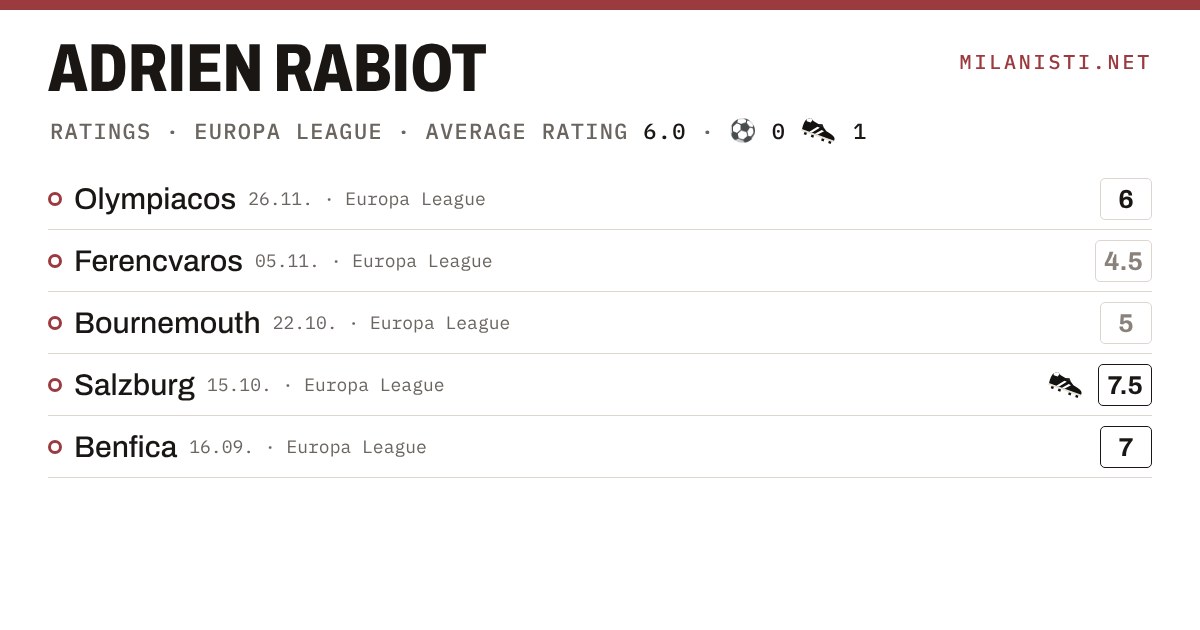 ADRIEN RABIOT
MILANISTI.NET
RATINGS · EUROPA LEAGUE · AVERAGE RATING 6.0 · ⚽ 0 👟 1
Olympiacos 26.11. · Europa League 6
Ferencvaros 05.11. · Europa League 4.5
Bournemouth 22.10. · Europa League 5
Salzburg 15.10. · Europa League 7.5
Benfica 16.09. · Europa League 7